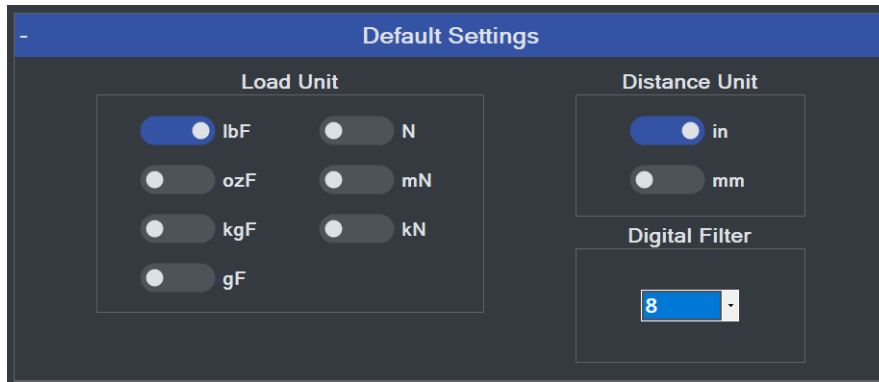 - Default Settings
Load Unit
lbF N
ozF mN
kgF kN
gF
Distance Unit
in
mm
Digital Filter
8